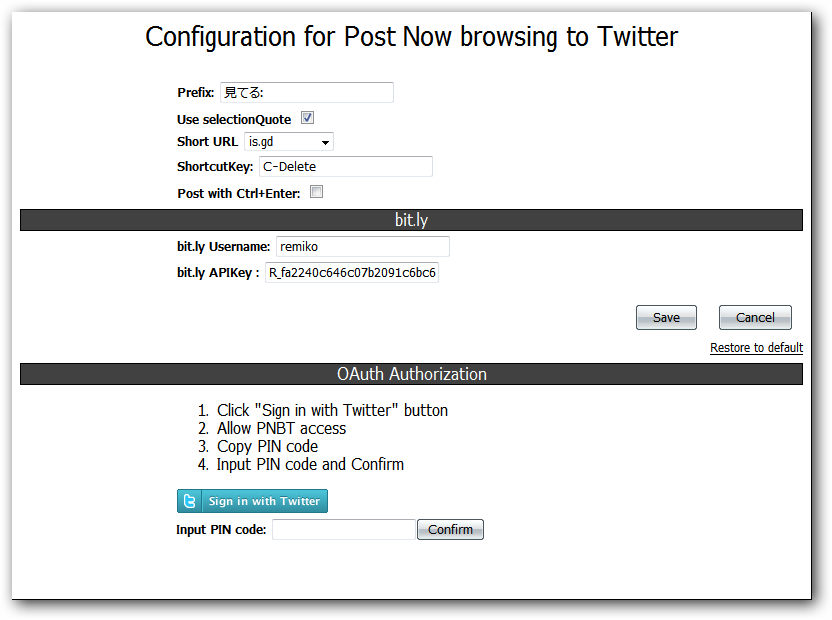 Configuration for Post Now browsing to Twitter
Prefix: 見てる:
Use selectionQuote
Short URL is.gd
ShortcutKey: C-Delete
Post with Ctrl+Enter:
bit.ly
bit.ly Username: remiko
bit.ly APIKey : R_fa2240c646c07b2091c6bc6
Save Cancel
Restore to default
OAuth Authorization
1. Click "Sign in with Twitter" button
2. Allow PNBT access
3. Copy PIN code
4. Input PIN code and Confirm
Sign in with Twitter
Input PIN code: Confirm